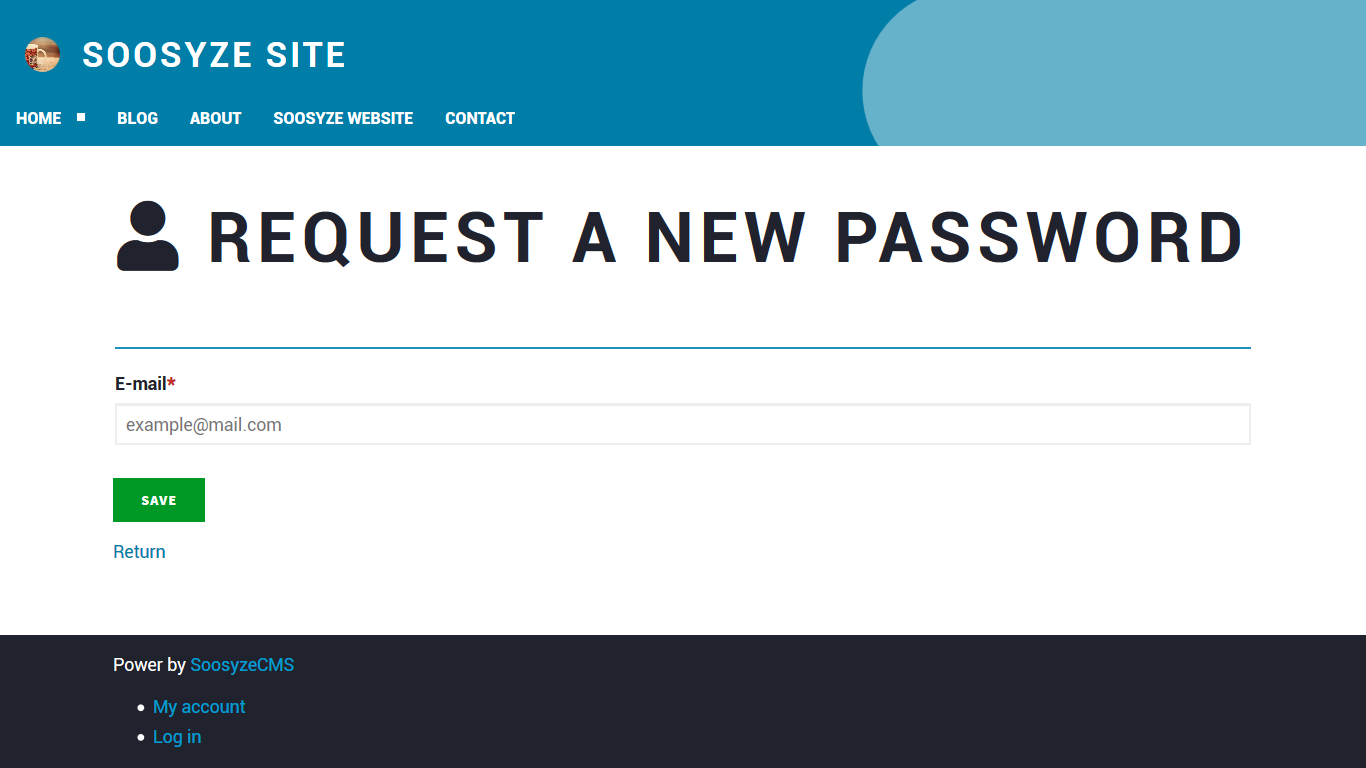 SOOSYZE SITE
HOME BLOG ABOUT SOOSYZE WEBSITE CONTACT
REQUEST A NEW PASSWORD
E-mail*
example@mail.com
SAVE
Return
Power by SoosyzeCMS
My account
Log in